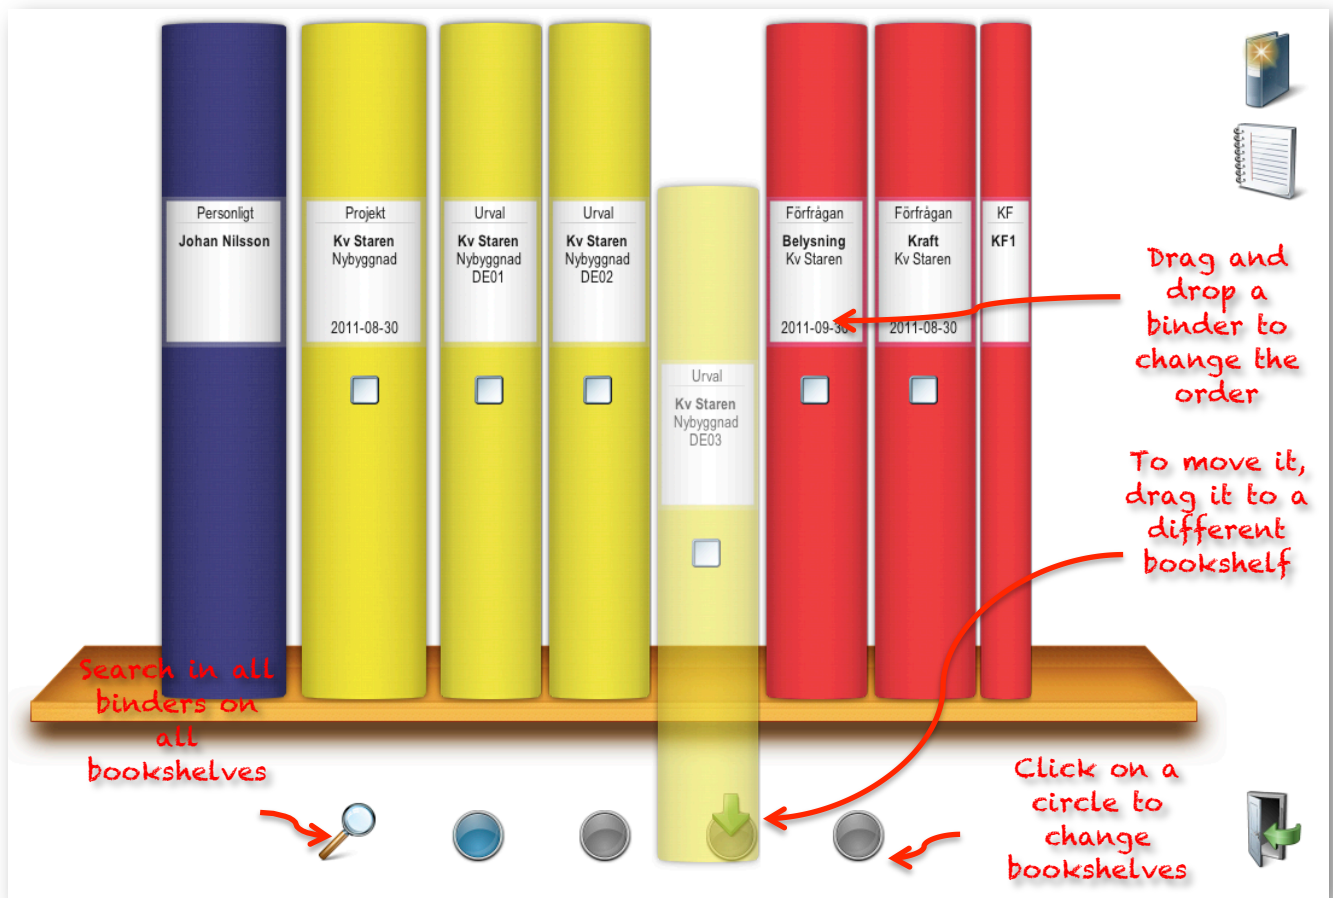 Personligt
Johan Nilsson
Projekt
Kv Staren
Nybyggnad
2011-08-30
Urval
Kv Staren
Nybyggnad
DE01
Urval
Kv Staren
Nybyggnad
DE02
Urval
Kv Staren
Nybyggnad
DE03
Förfrågan
Belysning
Kv Staren
2011-09-30
Förfrågan
Kraft
Kv Staren
2011-08-30
KF
KF1
Drag and
drop a
binder to
change the
order
To move it,
drag it to a
different
bookshelf
Search in all
binders on
all
bookshelves
Click on a
circle to
change
bookshelves